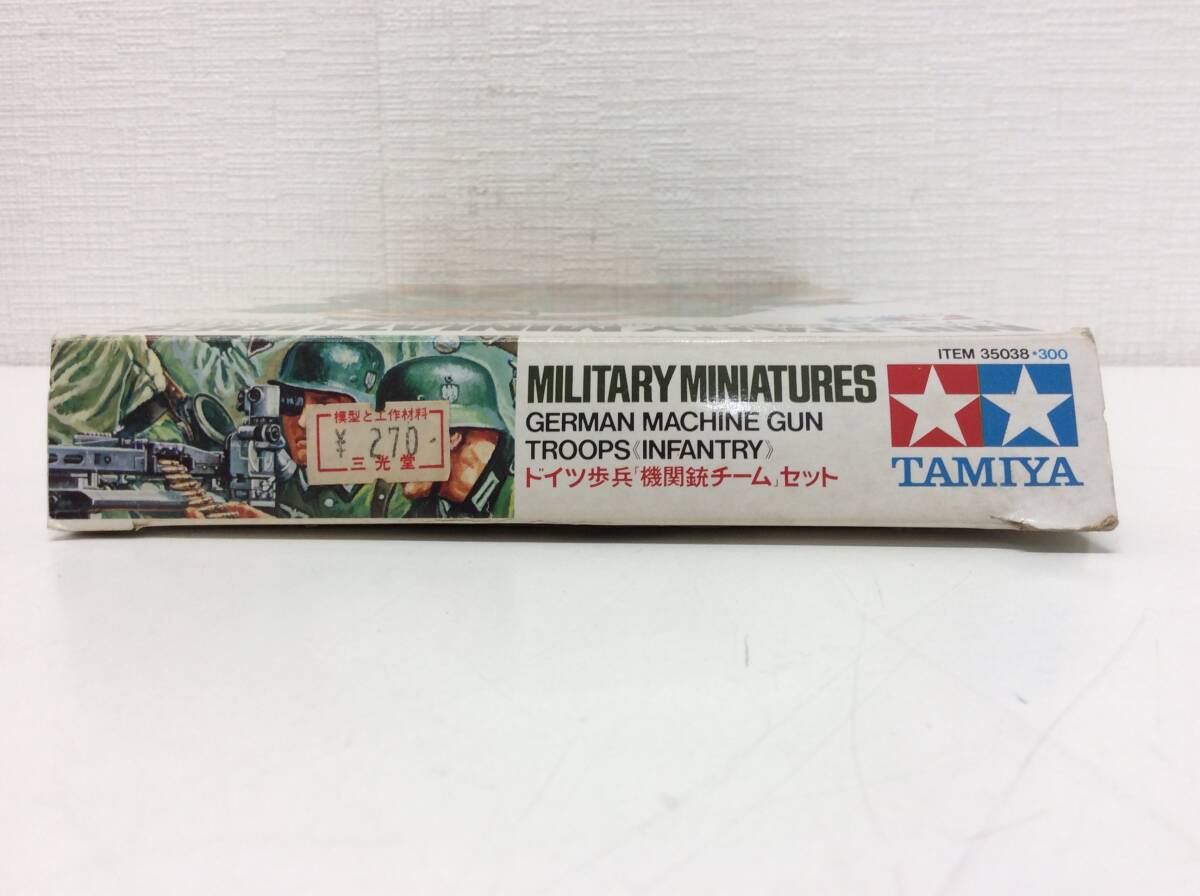 模型と工作材料
¥ 270.
三光堂
MILITARY MINIATURES
GERMAN MACHINE GUN
TROOPS《INFANTRY》
ドイツ歩兵「機関銃チーム」セット
ITEM 35038・300
TAMIYA